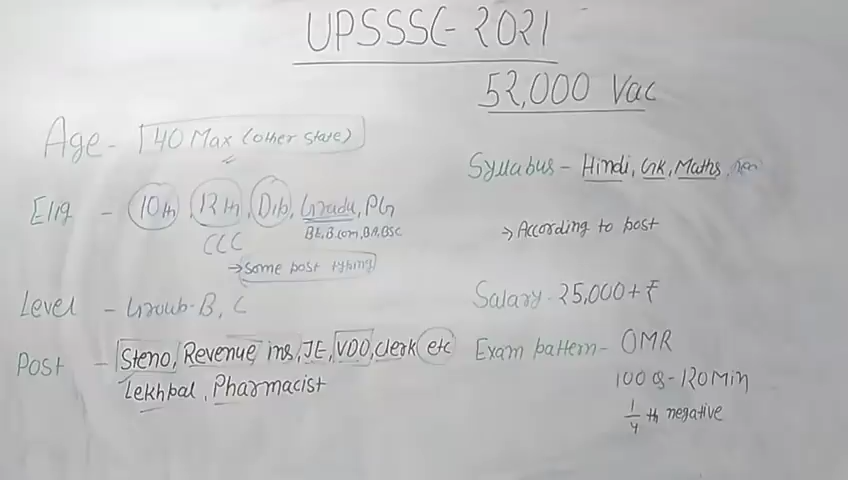 UPSSSC- 2021
52,000 Vac
Age- 40 Max (other state)
Elig - 10th, 12th, Dip, Gradu, PG
BE, B.com, BA, BSC
CCC
→ some post typing
Level - Group-B, C
Post - Steno, Revenue ins, JE, VDO, clerk etc
Lekhpal, Pharmacist
Syllabus - Hindi, GK, Maths,
→ According to post
Salary - 25,000+ ₹
Exam pattern - OMR
100 Qs - 120 Min
1/4 th negative